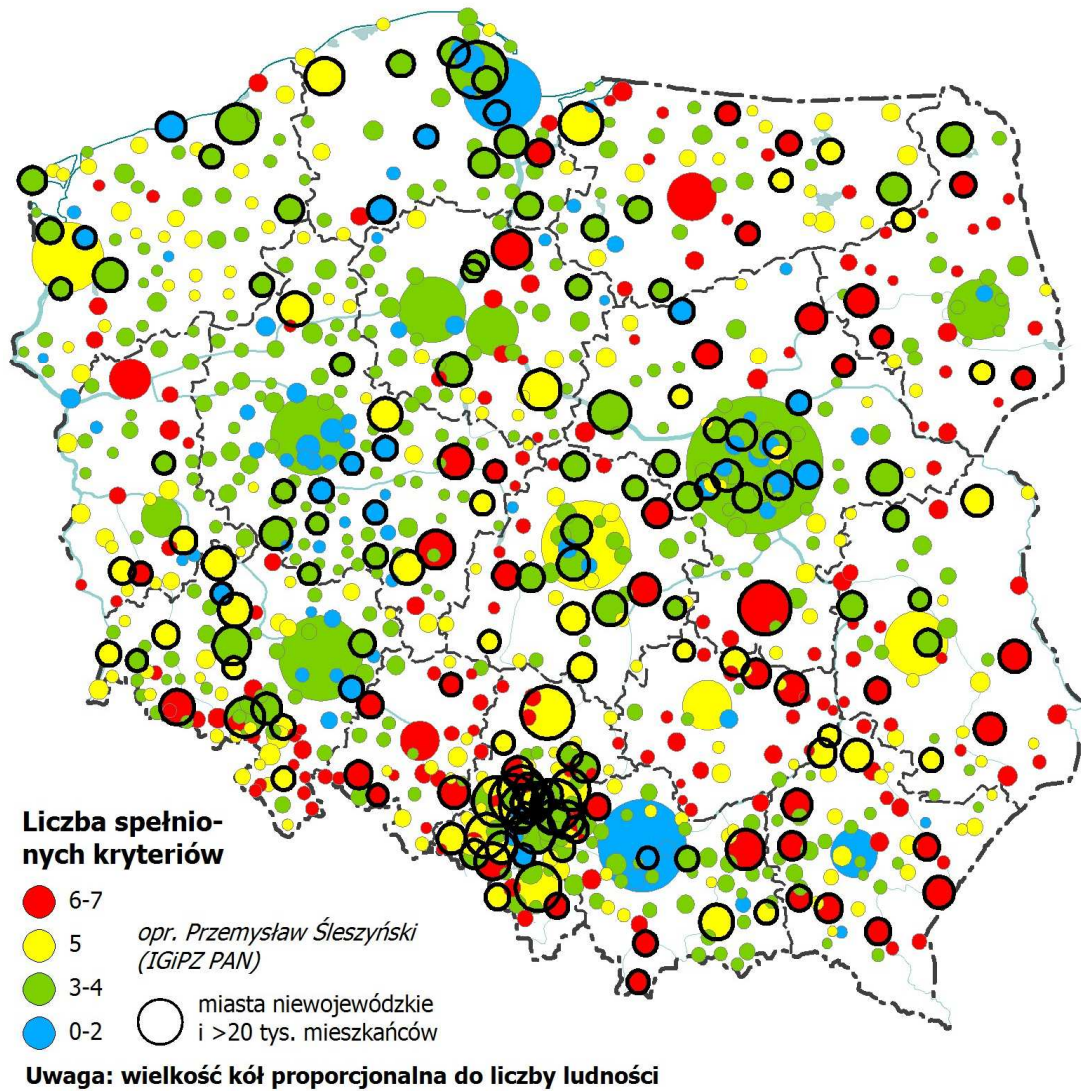 Liczba spełnio-
nych kryteriów
6-7
5
3-4
0-2
opr. Przemysław Śleszyński
(IGiPZ PAN)
miasta niewojewódzkie
i >20 tys. mieszkańców
Uwaga: wielkość kół proporcjonalna do liczby ludności